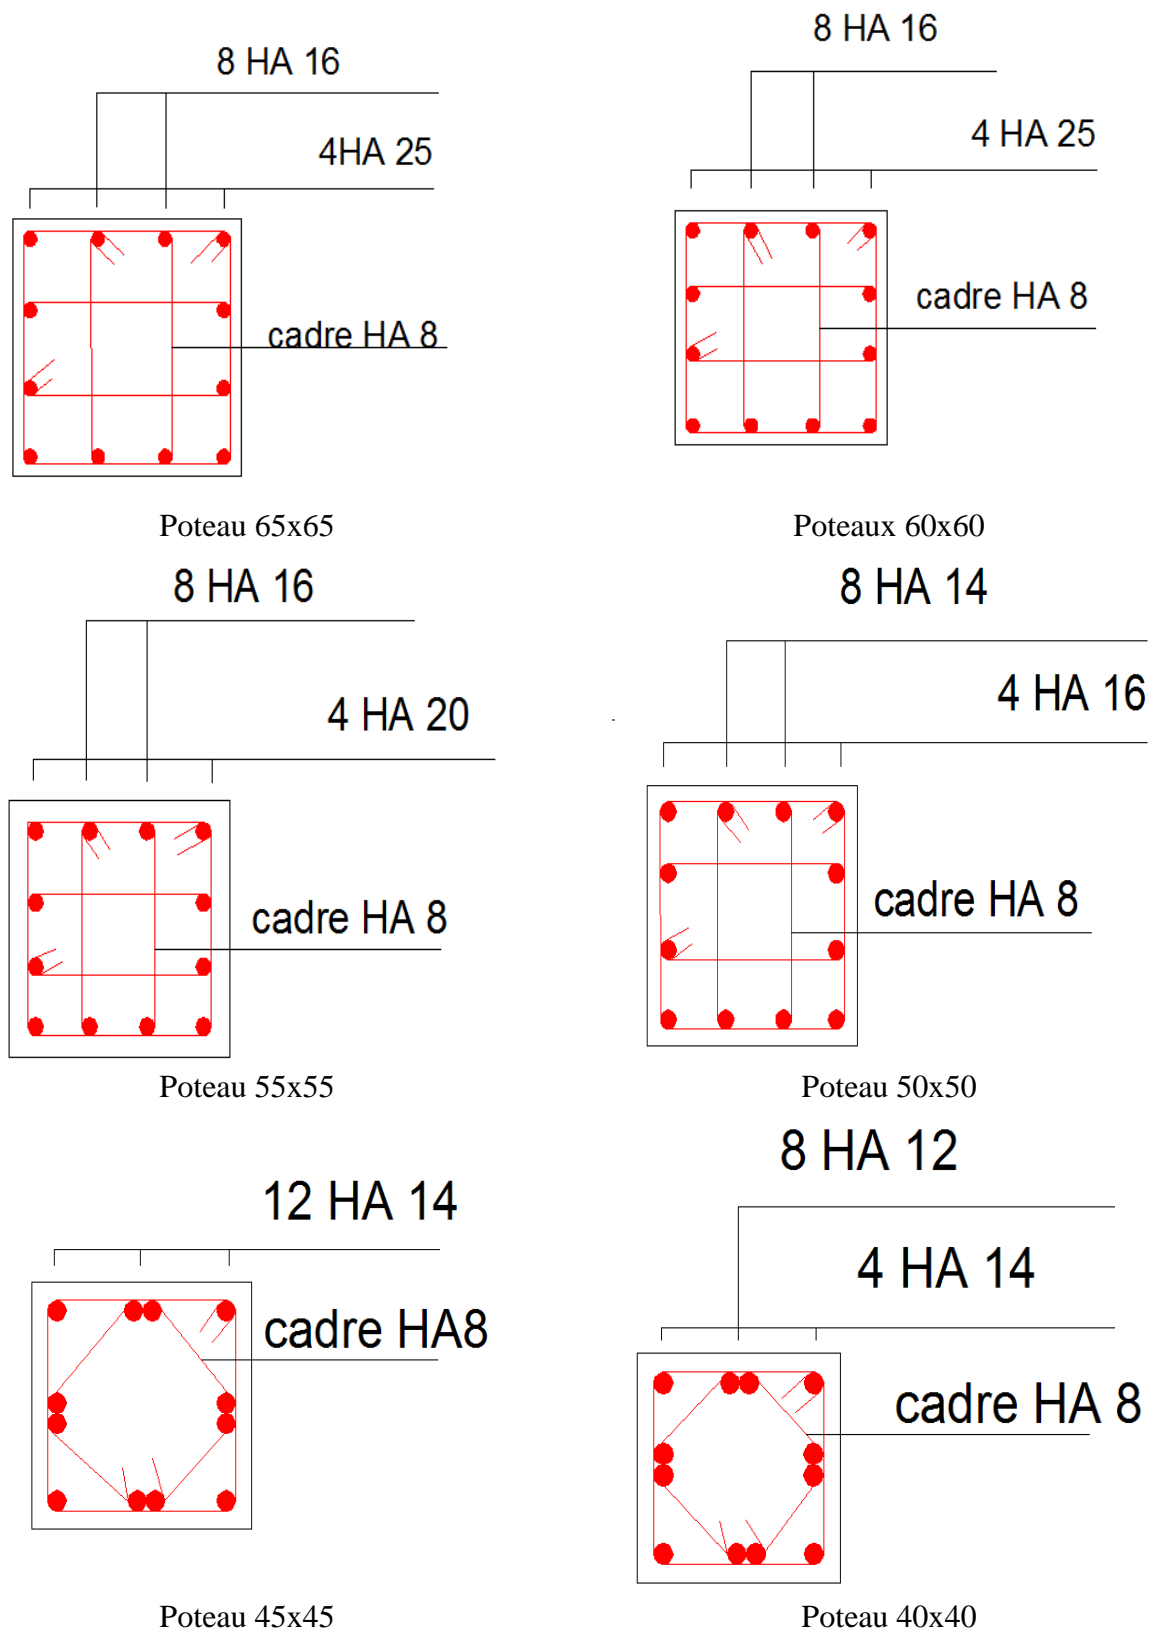 8 HA 16
4HA 25
cadre HA 8
Poteau 65x65
8 HA 16
4 HA 25
cadre HA 8
Poteaux 60x60
8 HA 16
4 HA 20
cadre HA 8
Poteau 55x55
8 HA 14
4 HA 16
cadre HA 8
Poteau 50x50
12 HA 14
cadre HA8
Poteau 45x45
8 HA 12
4 HA 14
cadre HA 8
Poteau 40x40